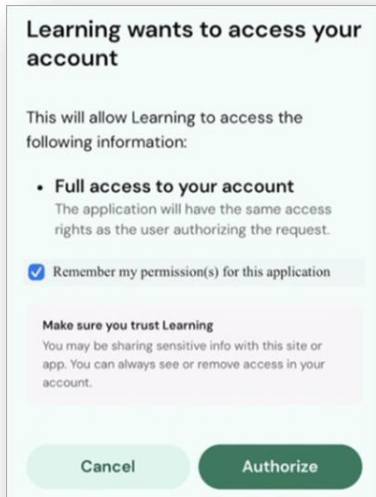 Learning wants to access your
account
This will allow Learning to access the
following information:
• Full access to your account
The application will have the same access
rights as the user authorizing the request.
Remember my permission(s) for this application
Make sure you trust Learning
You may be sharing sensitive info with this site or
app. You can always see or remove access in your
account.
Cancel
Authorize